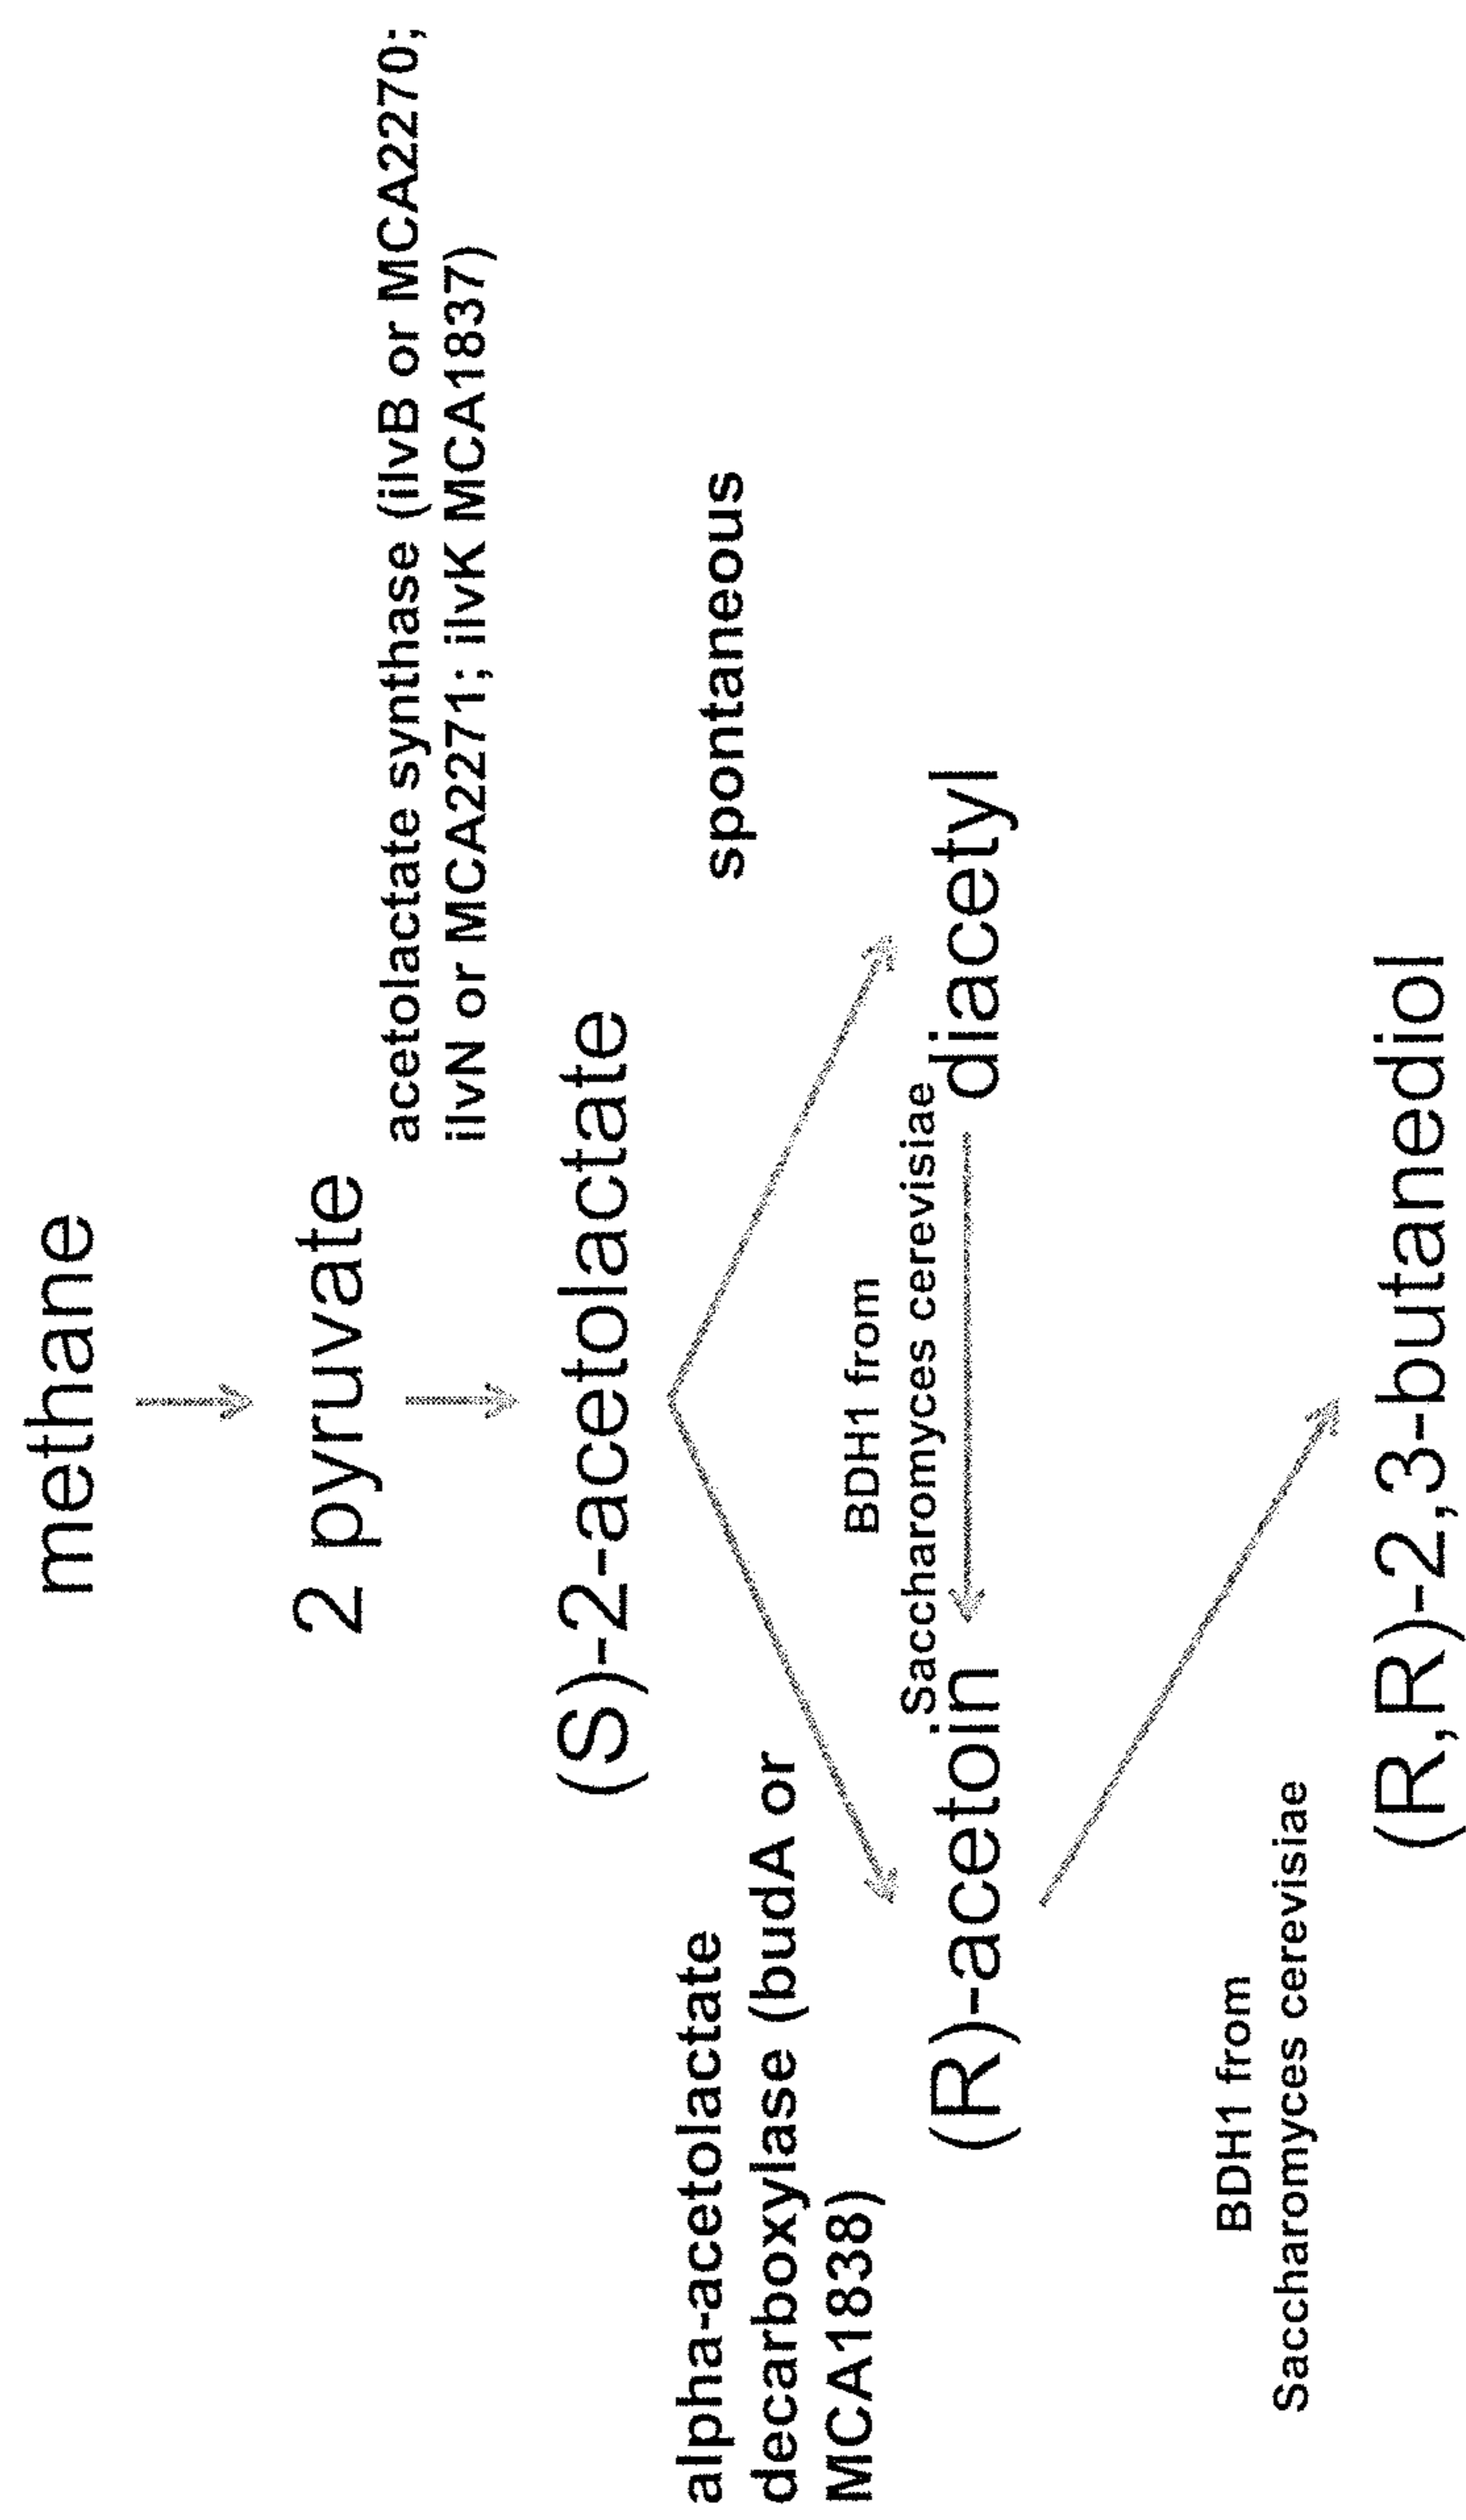 methane
2 pyruvate
acetolactate synthase (ilvB or MCA2270;
ilvN or MCA2271; ilvK MCA1837)
(S)-2-acetolactate
alpha-acetolactate
decarboxylase (budA or
MCA1838)
spontaneous
BDH1 from
Saccharomyces cerevisiae
(R)-acetoin
diacetyl
BDH1 from
Saccharomyces cerevisiae
(R,R)-2,3-butanediol